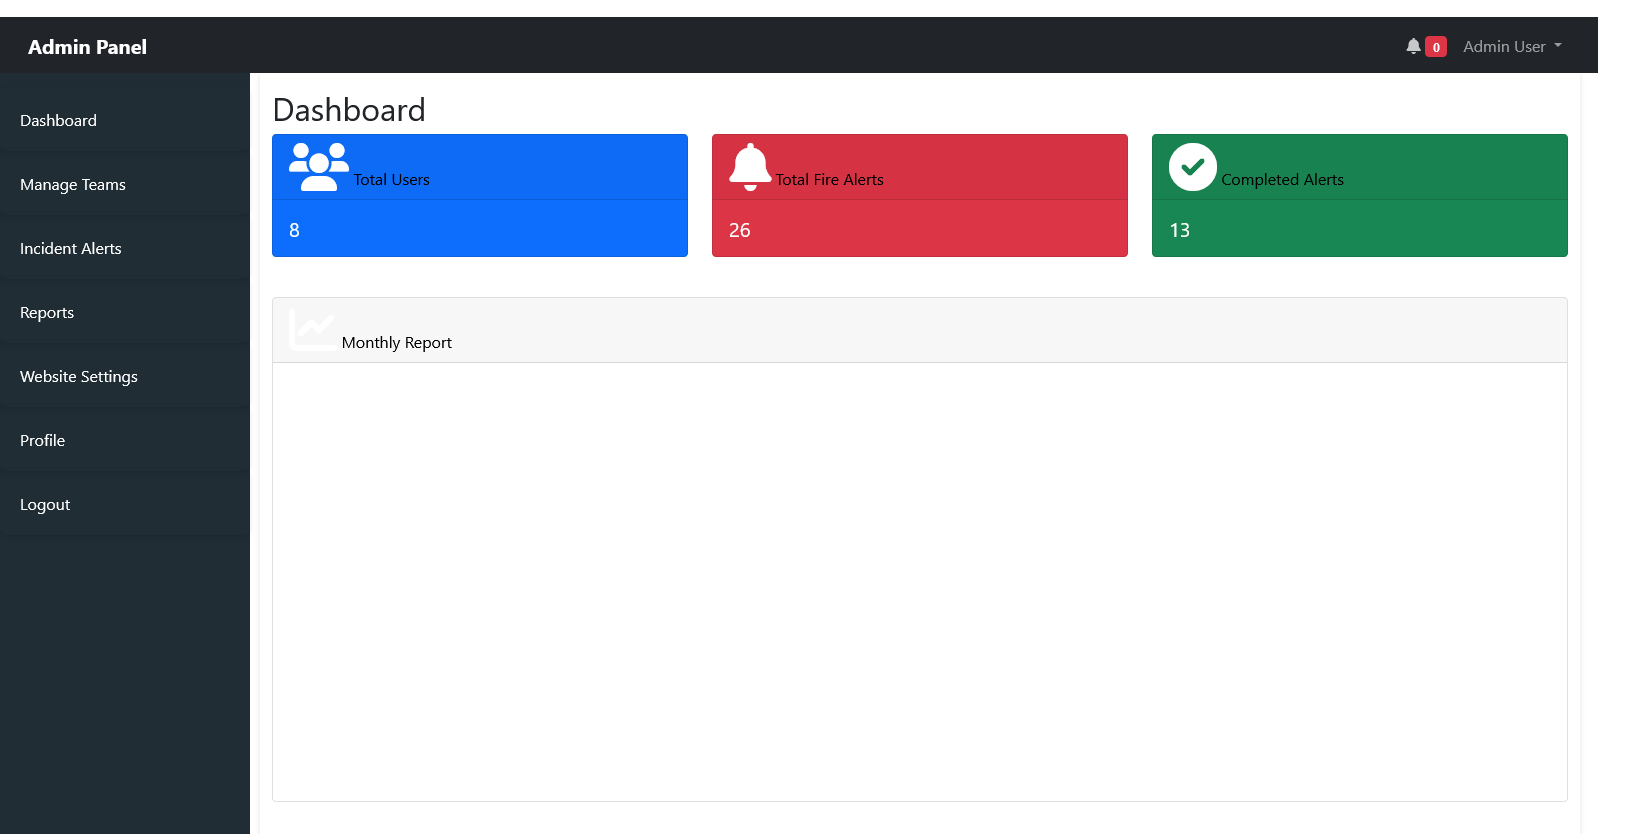 Admin Panel
0 Admin User
Dashboard
Manage Teams
Incident Alerts
Reports
Website Settings
Profile
Logout
Dashboard
Total Users
8
Total Fire Alerts
26
Completed Alerts
13
Monthly Report